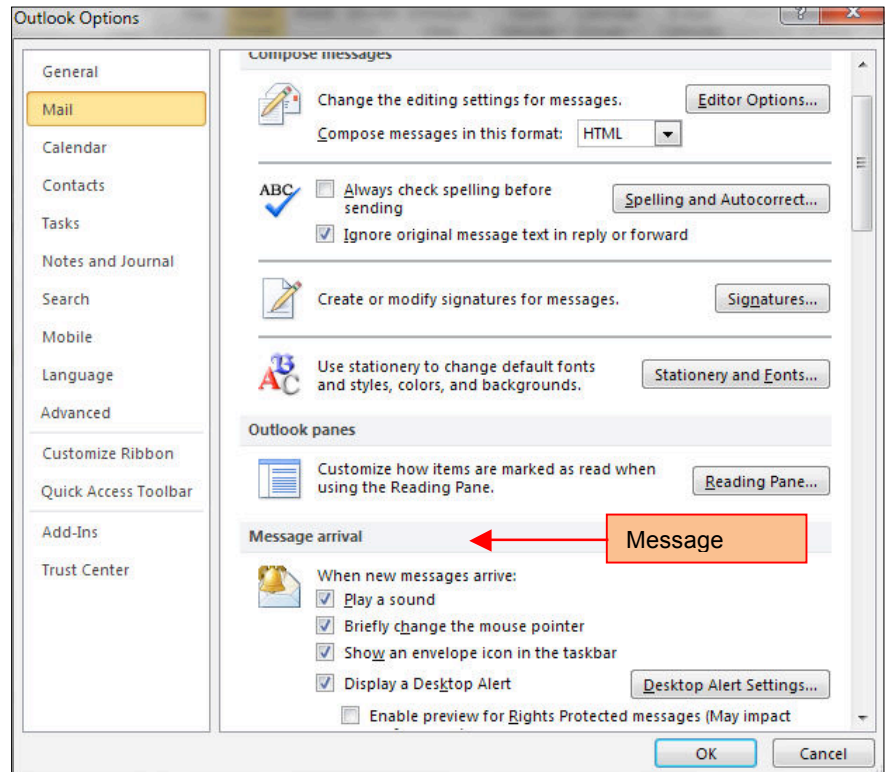 Outlook Options
General
Mail
Calendar
Contacts
Tasks
Notes and Journal
Search
Mobile
Language
Advanced
Customize Ribbon
Quick Access Toolbar
Add-Ins
Trust Center
Compose messages
Change the editing settings for messages.
Editor Options...
Compose messages in this format: HTML
ABC
Always check spelling before
sending
Spelling and Autocorrect...
Ignore original message text in reply or forward
Create or modify signatures for messages.
Signatures...
Use stationery to change default fonts
and styles, colors, and backgrounds.
Stationery and Fonts...
Outlook panes
Customize how items are marked as read when
using the Reading Pane.
Reading Pane...
Message arrival
Message
When new messages arrive:
Play a sound
Briefly change the mouse pointer
Show an envelope icon in the taskbar
Display a Desktop Alert
Desktop Alert Settings...
Enable preview for Rights Protected messages (May impact
OK
Cancel